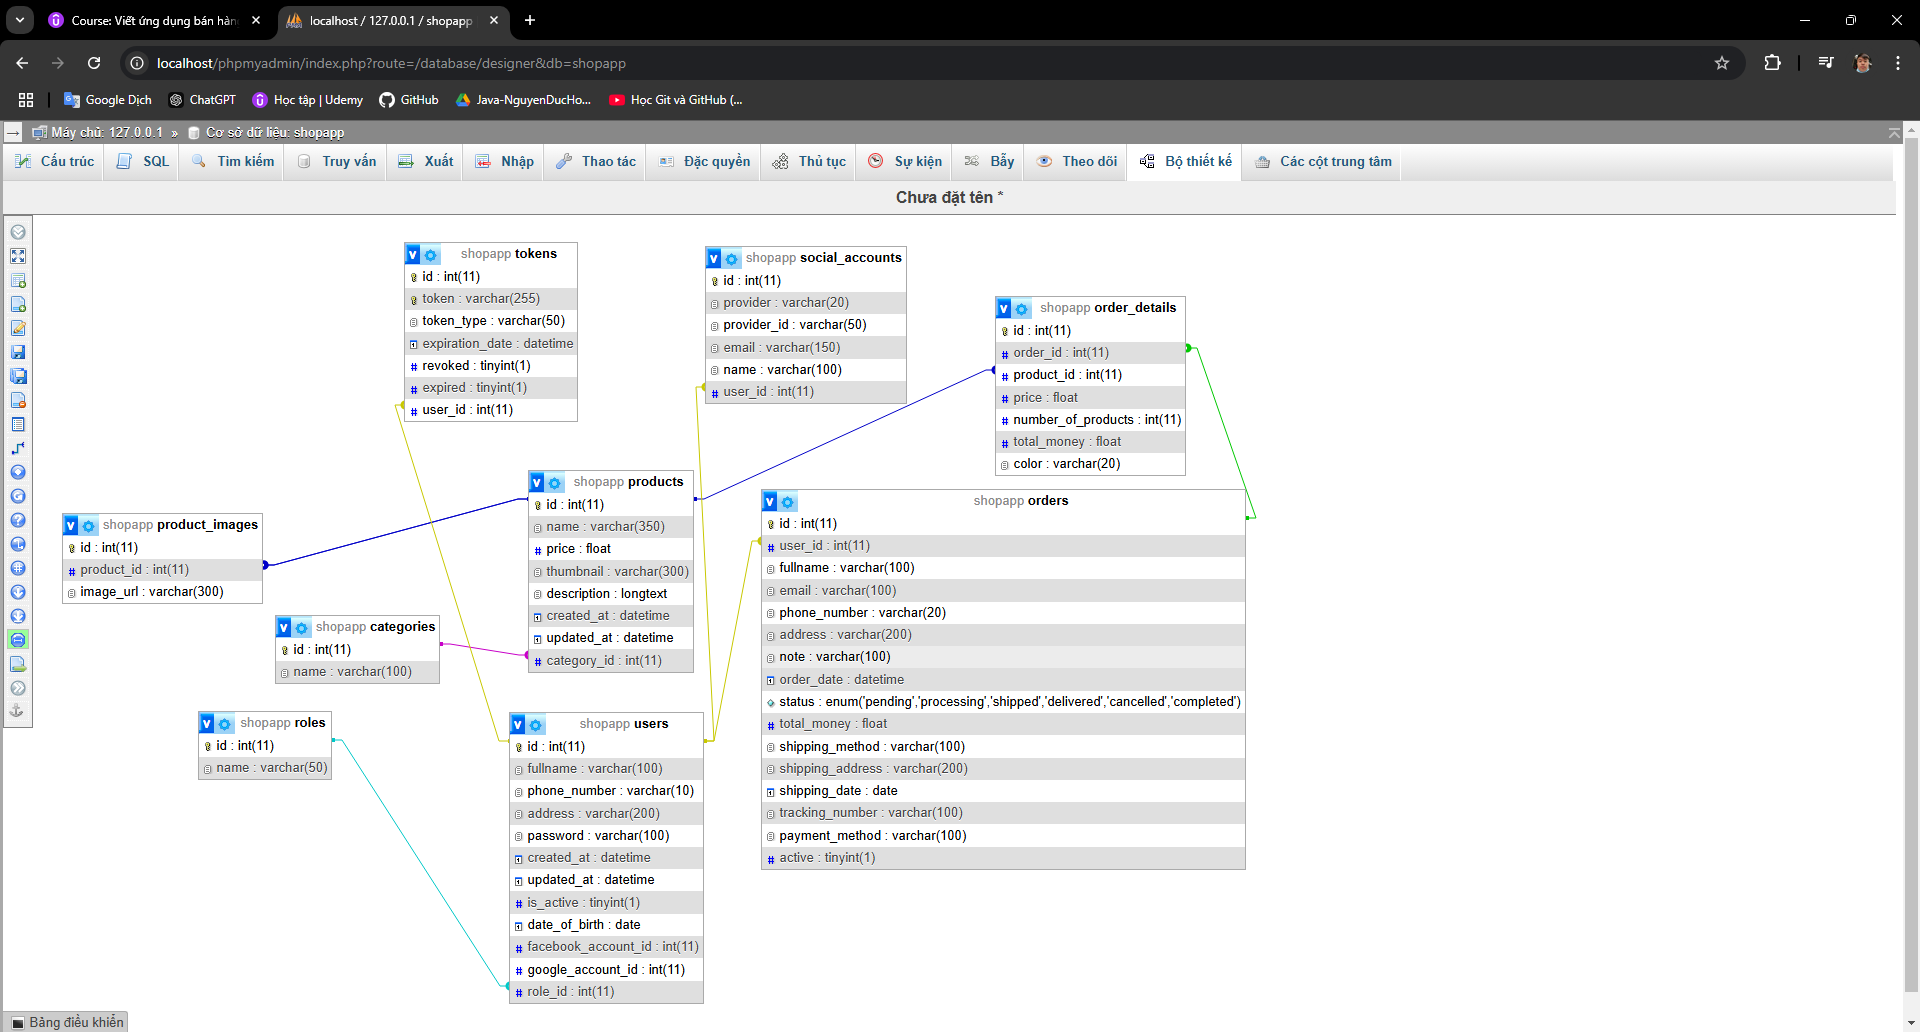 Course: Viết ứng dụng bán hàn
localhost / 127.0.0.1 / shopapp
localhost/phpmyadmin/index.php?route=/database/designer&db=shopapp
Google Dịch
ChatGPT
Học tập | Udemy
GitHub
Java-NguyenDucHo...
Học Git và GitHub (...
Máy chủ: 127.0.0.1 » Cơ sở dữ liệu: shopapp
Cấu trúc
SQL
Tìm kiếm
Truy vấn
Xuất
Nhập
Thao tác
Đặc quyền
Thủ tục
Sự kiện
Bẫy
Theo dõi
Bộ thiết kế
Các cột trung tâm
Chưa đặt tên *
shopapp tokens
id : int(11)
token : varchar(255)
token_type : varchar(50)
expiration_date : datetime
revoked : tinyint(1)
expired : tinyint(1)
user_id : int(11)
shopapp social_accounts
id : int(11)
provider : varchar(20)
provider_id : varchar(50)
email : varchar(150)
name : varchar(100)
user_id : int(11)
shopapp order_details
id : int(11)
order_id : int(11)
product_id : int(11)
price : float
number_of_products : int(11)
total_money : float
color : varchar(20)
shopapp products
id : int(11)
name : varchar(350)
price : float
thumbnail : varchar(300)
description : longtext
created_at : datetime
updated_at : datetime
category_id : int(11)
shopapp product_images
id : int(11)
product_id : int(11)
image_url : varchar(300)
shopapp categories
id : int(11)
name : varchar(100)
shopapp roles
id : int(11)
name : varchar(50)
shopapp users
id : int(11)
fullname : varchar(100)
phone_number : varchar(10)
address : varchar(200)
password : varchar(100)
created_at : datetime
updated_at : datetime
is_active : tinyint(1)
date_of_birth : date
facebook_account_id : int(11)
google_account_id : int(11)
role_id : int(11)
shopapp orders
id : int(11)
user_id : int(11)
fullname : varchar(100)
email : varchar(100)
phone_number : varchar(20)
address : varchar(200)
note : varchar(100)
order_date : datetime
status : enum('pending','processing','shipped','delivered','cancelled','completed')
total_money : float
shipping_method : varchar(100)
shipping_address : varchar(200)
shipping_date : date
tracking_number : varchar(100)
payment_method : varchar(100)
active : tinyint(1)
Bảng điều khiển